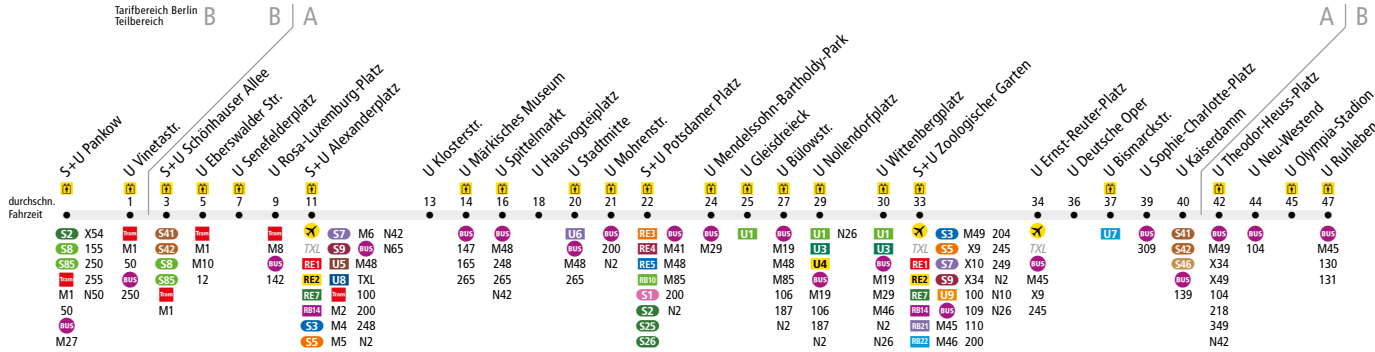 Tarifbereich Berlin
Teilbereich
B
B
A
A
B
S+U Pankow
U Vinetastr.
S+U Schönhauser Allee
U Eberswalder Str.
U Senefelderplatz
U Rosa-Luxemburg-Platz
S+U Alexanderplatz
U Klosterstr.
U Märkisches Museum
U Spittelmarkt
U Hausvogteiplatz
U Stadtmitte
U Mohrenstr.
S+U Potsdamer Platz
U Mendelssohn-Bartholdy-Park
U Gleisdreieck
U Bülowstr.
U Nollendorfplatz
U Wittenbergplatz
S+U Zoologischer Garten
U Ernst-Reuter-Platz
U Deutsche Oper
U Bismarckstr.
U Sophie-Charlotte-Platz
U Kaiserdamm
U Theodor-Heuss-Platz
U Neu-Westend
U Olympia-Stadion
U Ruhleben
durchschn.
Fahrzeit
1 3 5 7 9 11 13 14 16 18 20 21 22 24 25 27 29 30 33 34 36 37 39 40 42 44 45 47
S2 X54
S8 155
S85 250
Tram 255
M1 N50
50
BUS
M27
Tram
M1
50
BUS
250
S41
S42
S8
S85
Tram
M1
Tram
M1
M10
12
Tram
M8
BUS
142
TXL
RE1
RE2
RE7
RB14
S3
S5
S7 M6 N42
S9 BUS N65
U5 M48
U8 TXL
Tram 100
M2 200
M4 248
M5 N2
BUS
147
165
265
BUS
M48
248
265
N42
U6
BUS
M48
265
BUS
200
N2
RE3 BUS
RE4 M41
RE5 M48
RB10 M85
S1 200
S2 N2
S25
S26
BUS
M29
U1
BUS
M19
M48
M85
106
187
N2
U1 N26
U3
U4
BUS
M19
106
187
N2
U1
U3
BUS
M19
M29
M46
N2
N26
TXL
RE1
RE2
RE7
RB14
RB21
RB22
S3 M49 204
S5 X9 245
S7 X10 249
S9 X34 N2
U9 100 N10
BUS 109 N26
M45 110
M46 200
TXL
BUS
M45
X9
245
U7
BUS
309
S41
S42
S46
BUS
139
BUS
M49
X34
X49
104
218
349
N42
BUS
104
BUS
M45
130
131